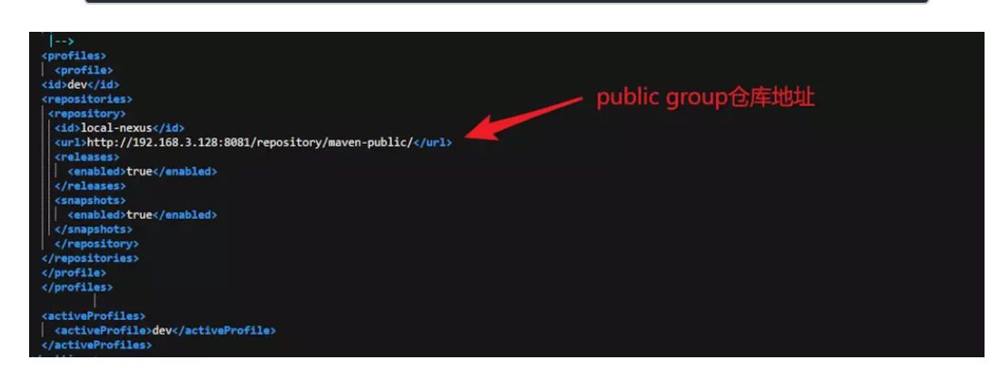 |-->
<profiles>
<profile>
<id>dev</id>
<repositories>
<repository>
<id>local-nexus</id>
<url>http://192.168.3.128:8081/repository/maven-public/</url>
public group仓库地址
<releases>
<enabled>true</enabled>
</releases>
<snapshots>
<enabled>true</enabled>
</snapshots>
</repository>
</repositories>
</profile>
</profiles>
|
<activeProfiles>
<activeProfile>dev</activeProfile>
</activeProfiles>